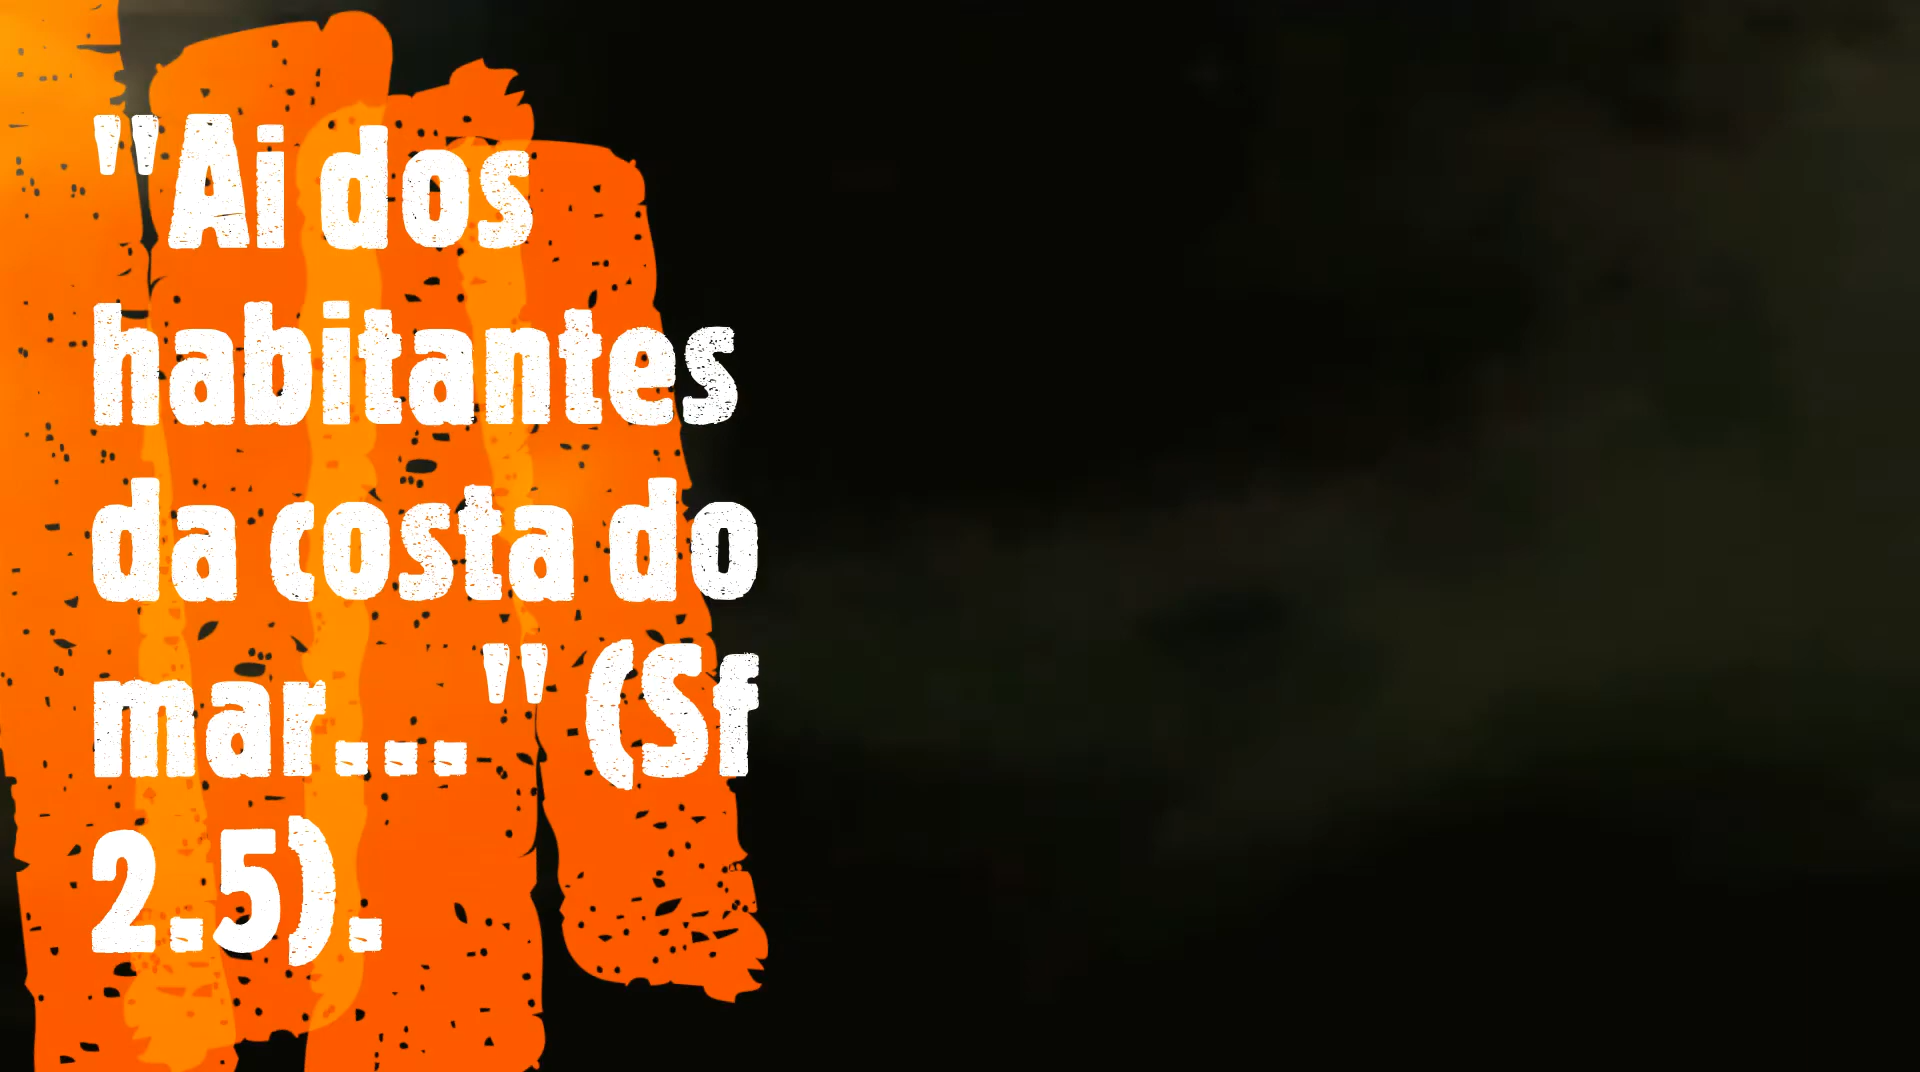 "Ai dos
habitantes
da costa do
mar..." (Sf
2.5).